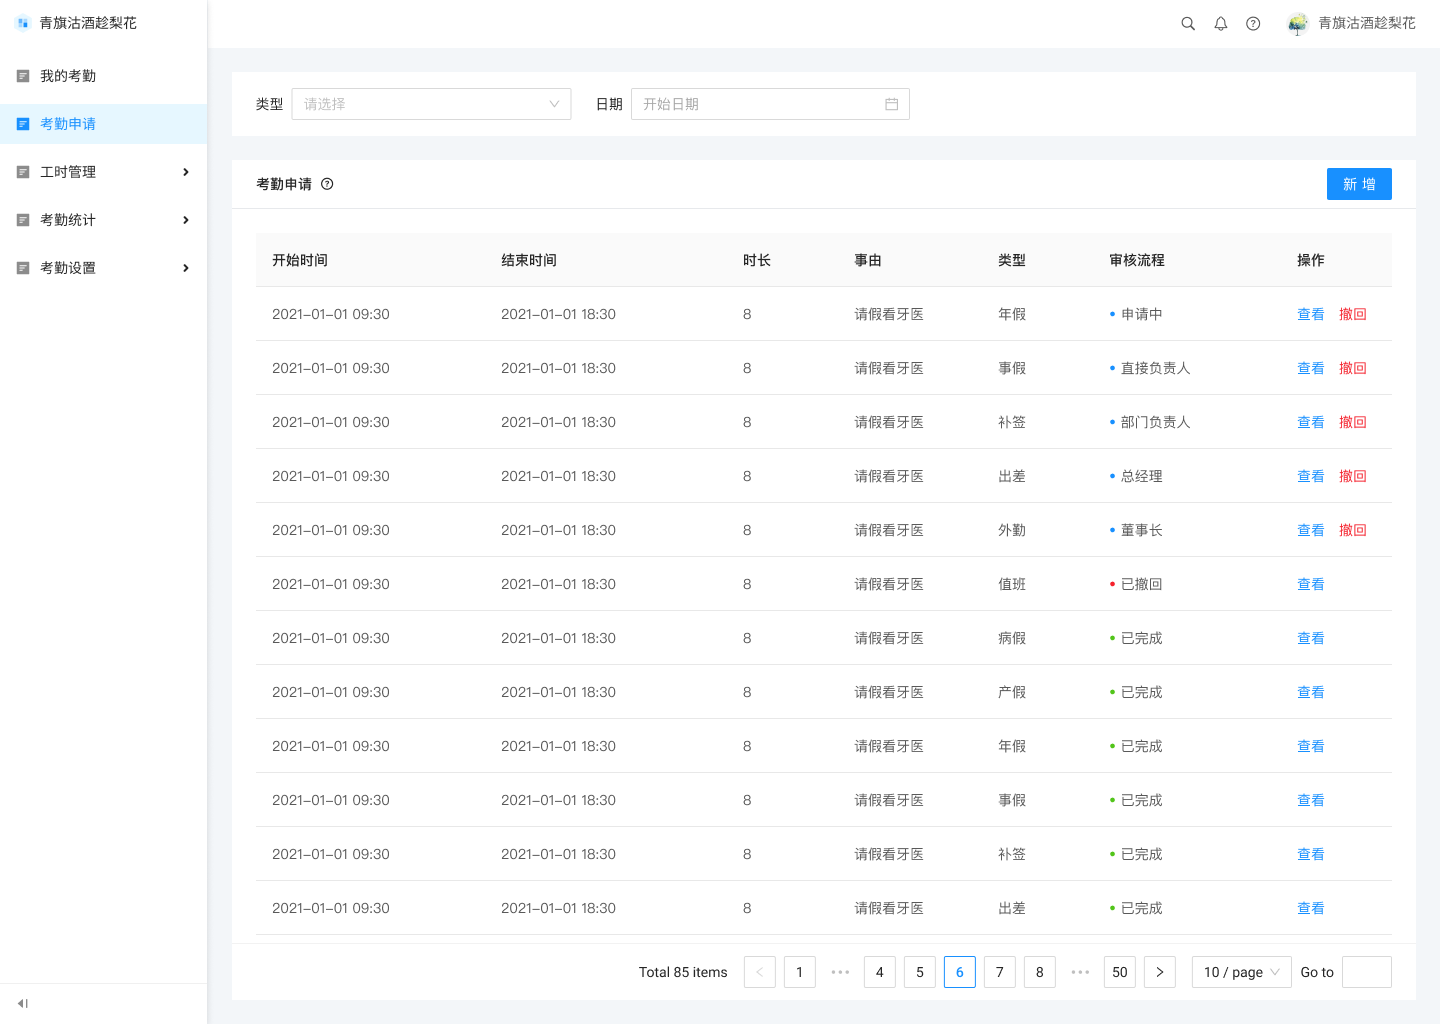 青旗沽酒趁梨花
青旗沽酒趁梨花
我的考勤
考勤申请
工时管理
考勤统计
考勤设置
类型 请选择 日期 开始日期
考勤申请 新 增
开始时间 结束时间 时长 事由 类型 审核流程 操作
2021-01-01 09:30 2021-01-01 18:30 8 请假看牙医 年假 申请中 查看 撤回
2021-01-01 09:30 2021-01-01 18:30 8 请假看牙医 事假 直接负责人 查看 撤回
2021-01-01 09:30 2021-01-01 18:30 8 请假看牙医 补签 部门负责人 查看 撤回
2021-01-01 09:30 2021-01-01 18:30 8 请假看牙医 出差 总经理 查看 撤回
2021-01-01 09:30 2021-01-01 18:30 8 请假看牙医 外勤 董事长 查看 撤回
2021-01-01 09:30 2021-01-01 18:30 8 请假看牙医 值班 已撤回 查看
2021-01-01 09:30 2021-01-01 18:30 8 请假看牙医 病假 已完成 查看
2021-01-01 09:30 2021-01-01 18:30 8 请假看牙医 产假 已完成 查看
2021-01-01 09:30 2021-01-01 18:30 8 请假看牙医 年假 已完成 查看
2021-01-01 09:30 2021-01-01 18:30 8 请假看牙医 事假 已完成 查看
2021-01-01 09:30 2021-01-01 18:30 8 请假看牙医 补签 已完成 查看
2021-01-01 09:30 2021-01-01 18:30 8 请假看牙医 出差 已完成 查看
Total 85 items < 1 ••• 4 5 6 7 8 ••• 50 > 10 / page Go to